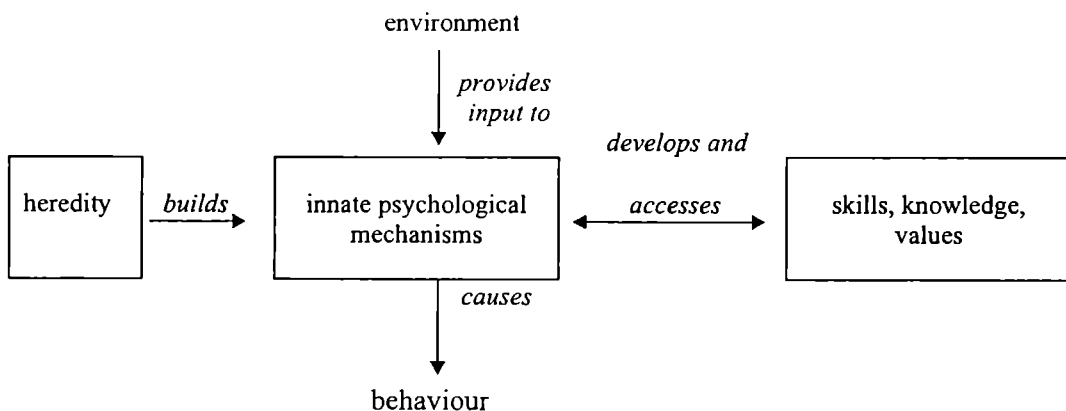 environment
provides
input to
develops and
heredity
builds
innate psychological
mechanisms
accesses
skills, knowledge,
values
causes
behaviour